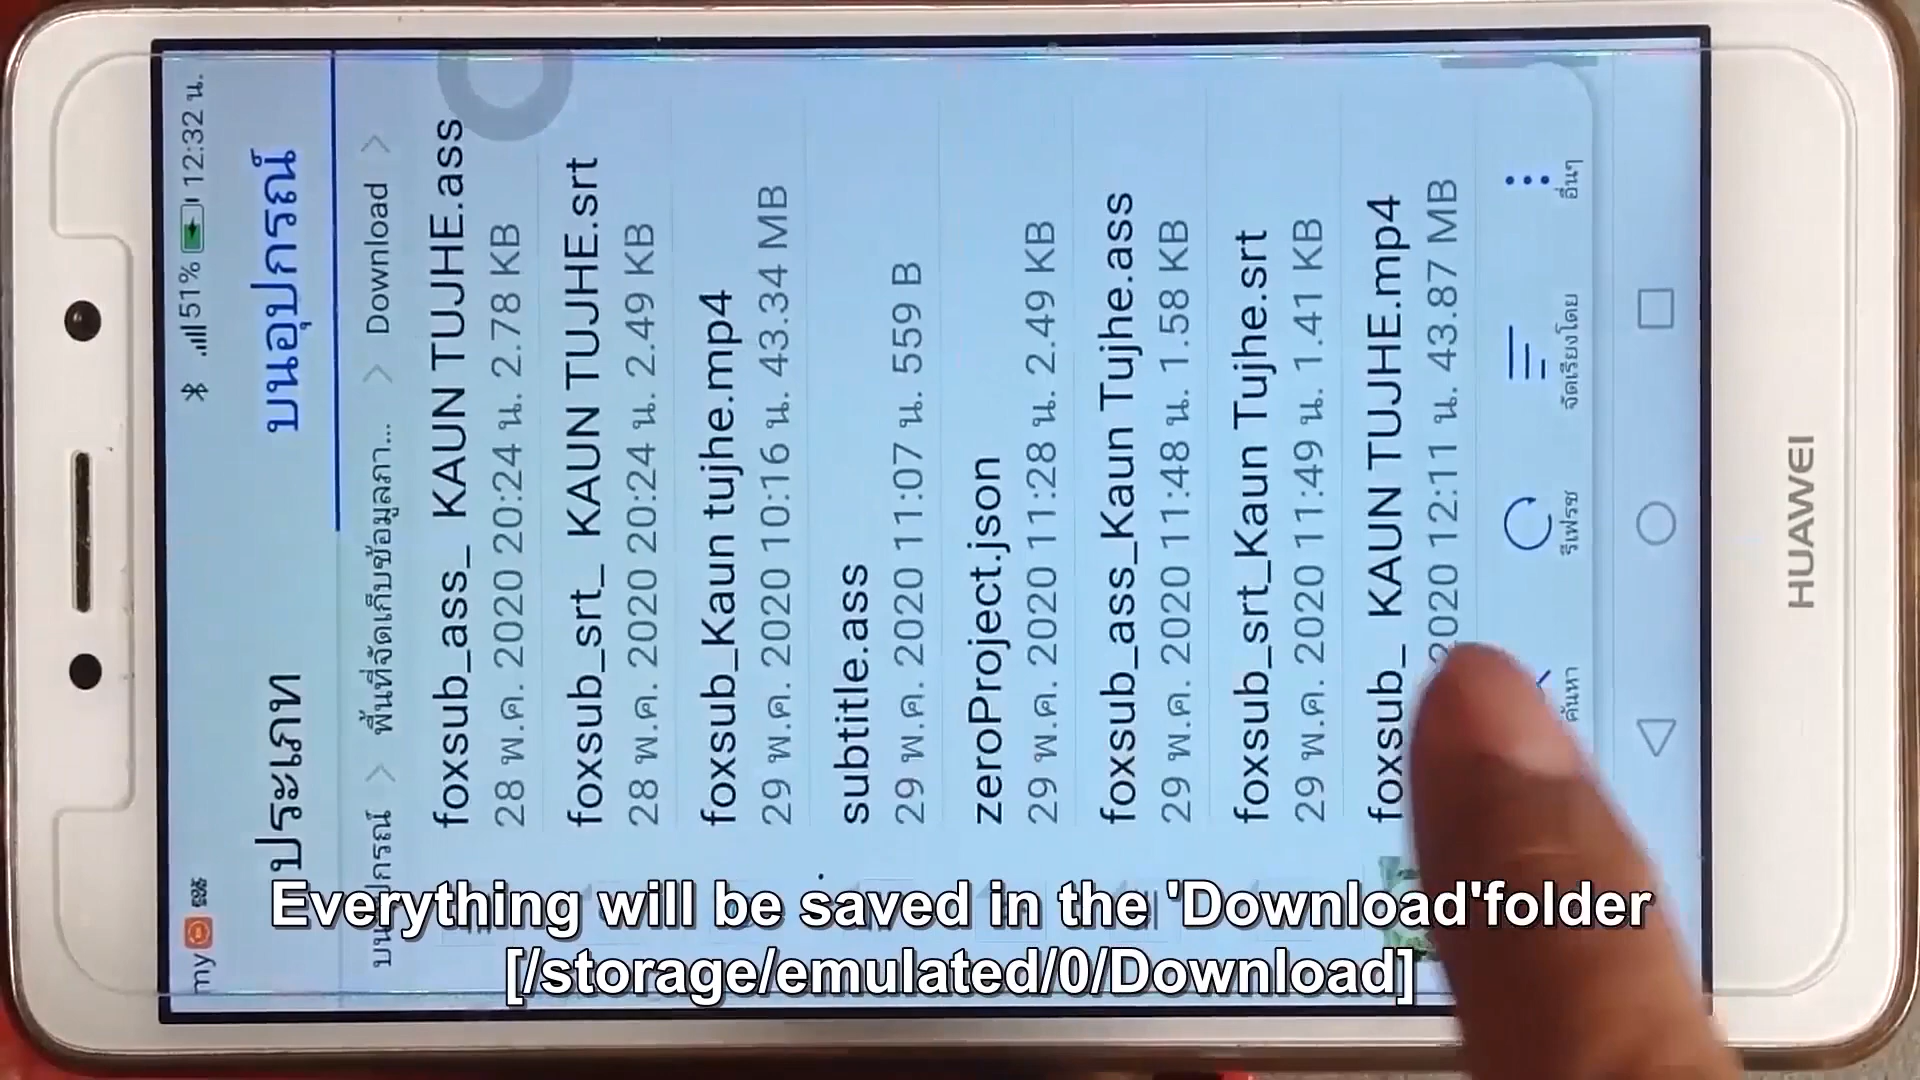 my
51% 12:32 น.
ประเภท
บนอุปกรณ์
บนอุปกรณ์ > พื้นที่จัดเก็บข้อมูลภา... > Download >
foxsub_ass_ KAUN TUJHE.ass
28 พ.ค. 2020 20:24 น. 2.78 KB
foxsub_srt_ KAUN TUJHE.srt
28 พ.ค. 2020 20:24 น. 2.49 KB
foxsub_Kaun tujhe.mp4
29 พ.ค. 2020 10:16 น. 43.34 MB
subtitle.ass
29 พ.ค. 2020 11:07 น. 559 B
zeroProject.json
29 พ.ค. 2020 11:28 น. 2.49 KB
foxsub_ass_Kaun Tujhe.ass
29 พ.ค. 2020 11:48 น. 1.58 KB
foxsub_srt_Kaun Tujhe.srt
29 พ.ค. 2020 11:49 น. 1.41 KB
foxsub_ KAUN TUJHE.mp4
2020 12:11 น. 43.87 MB
ค้นหา
รีเฟรช
จัดเรียงโดย
อื่นๆ
HUAWEI
Everything will be saved in the 'Download'folder
[/storage/emulated/0/Download]